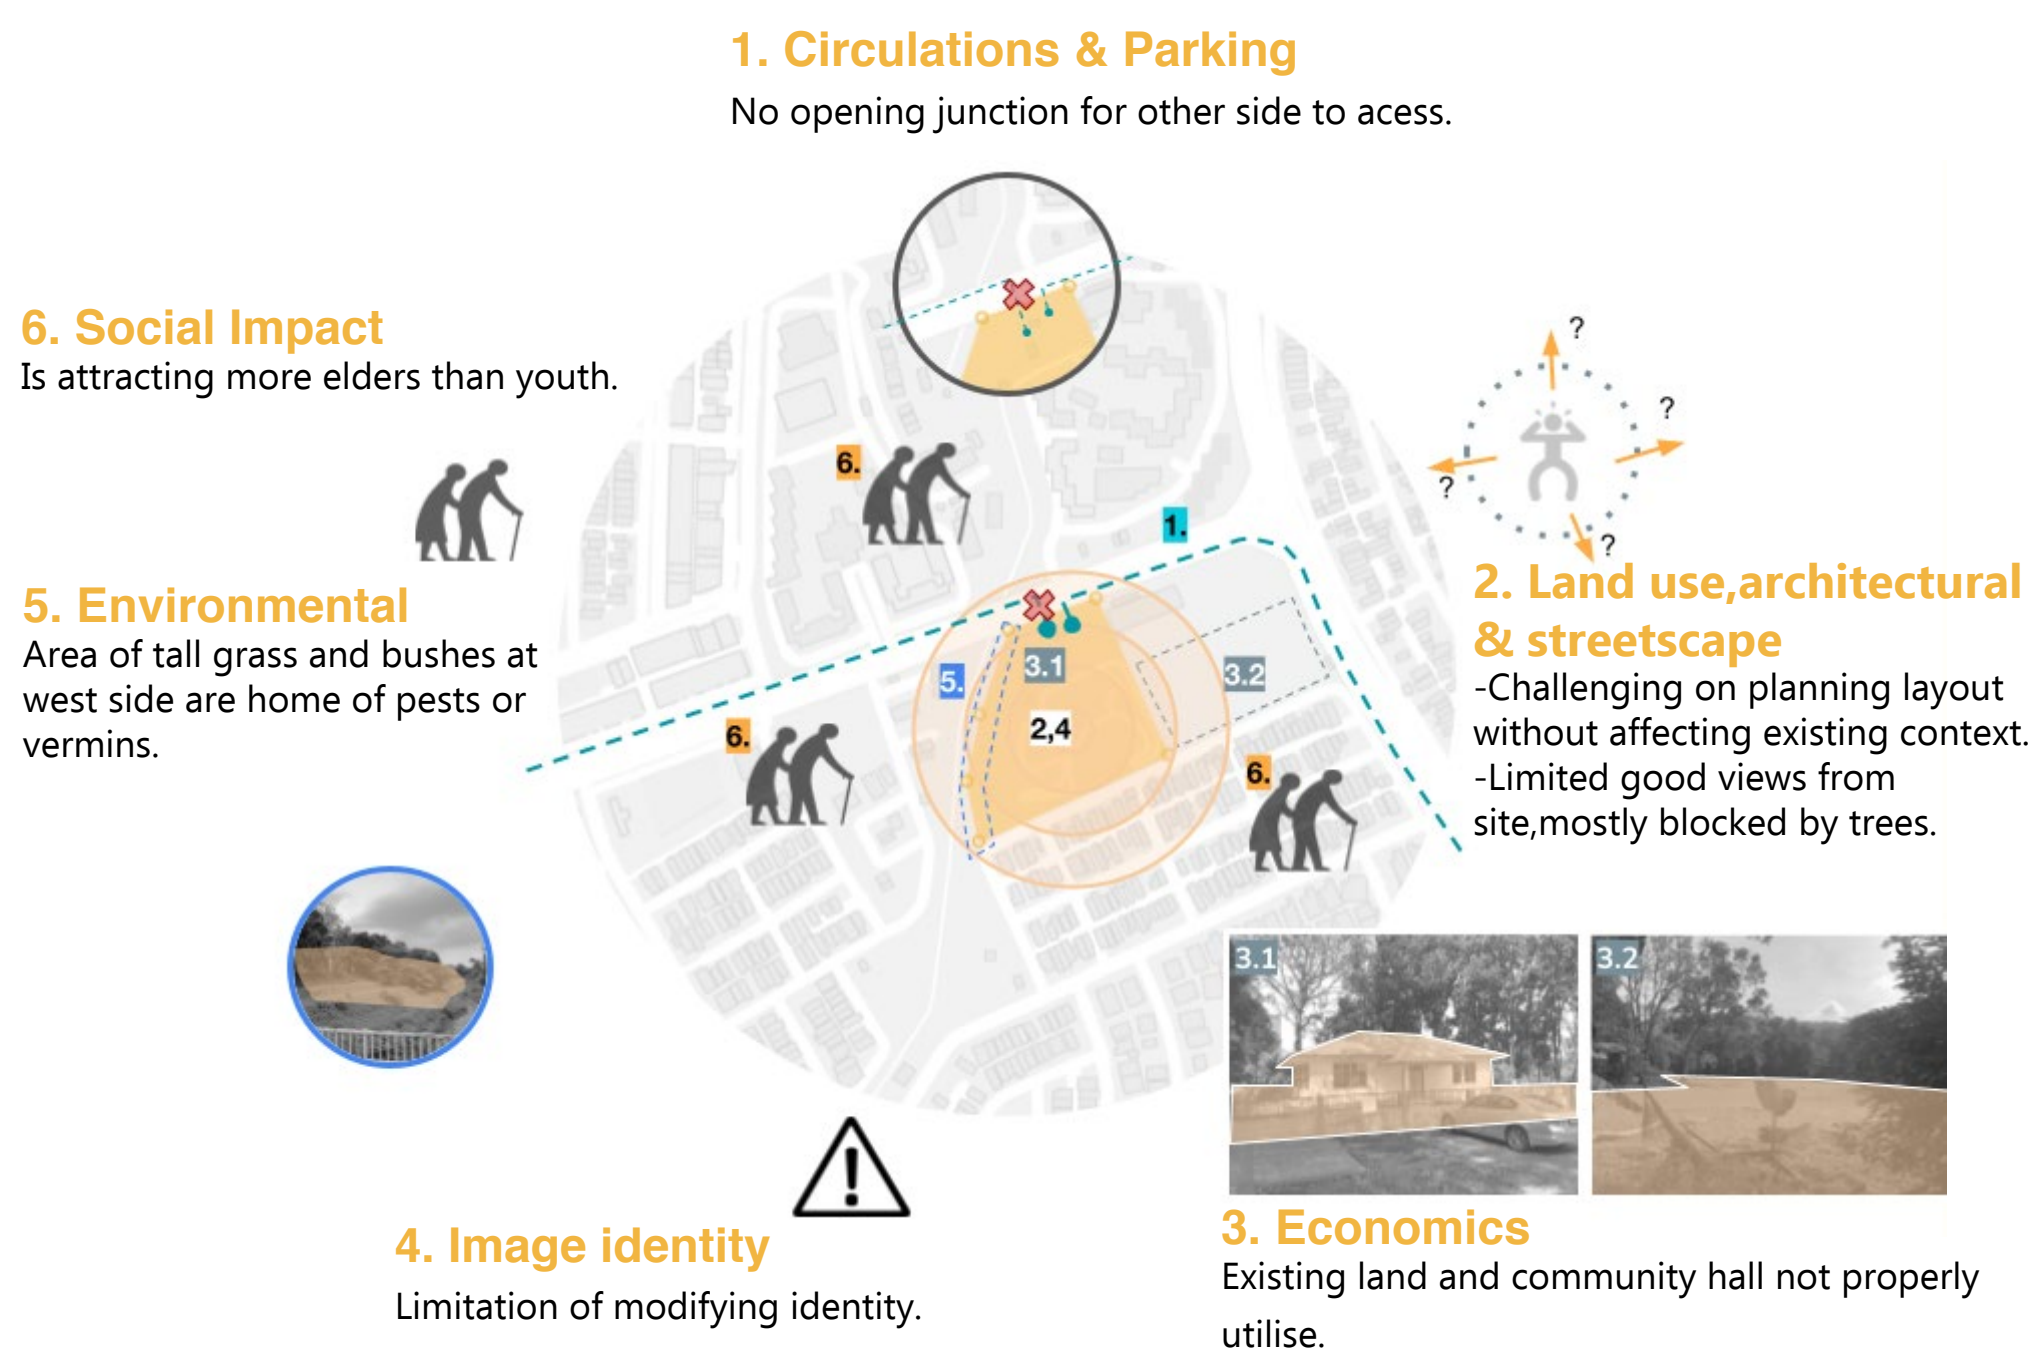 1. Circulations & Parking
No opening junction for other side to acess.
6. Social Impact
Is attracting more elders than youth.
?
?
?
?
6.
1.
5. Environmental
Area of tall grass and bushes at
west side are home of pests or
vermins.
2. Land use,architectural
& streetscape
-Challenging on planning layout
without affecting existing context.
-Limited good views from
site,mostly blocked by trees.
5.
3.1
3.2
2,4
6.
6.
3.1
3.2
4. Image identity
Limitation of modifying identity.
3. Economics
Existing land and community hall not properly
utilise.